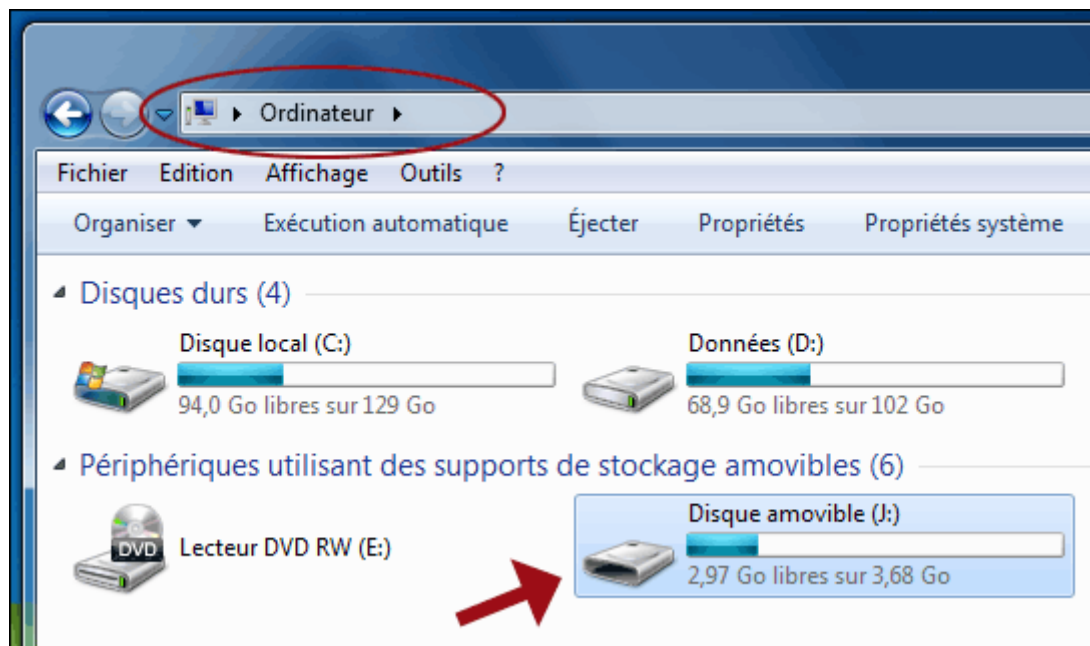 Ordinateur
Fichier Edition Affichage Outils ?
Organiser Exécution automatique Éjecter Propriétés Propriétés système
Disques durs (4)
Disque local (C:)
94,0 Go libres sur 129 Go
Données (D:)
68,9 Go libres sur 102 Go
Périphériques utilisant des supports de stockage amovibles (6)
DVD
Lecteur DVD RW (E:)
Disque amovible (J:)
2,97 Go libres sur 3,68 Go